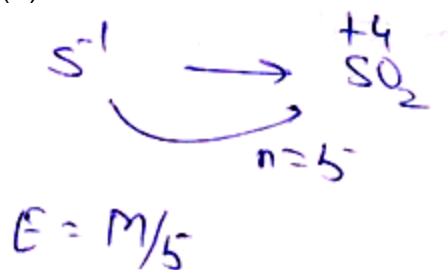 +4
S⁻¹ → SO₂
n=5
E = M/5